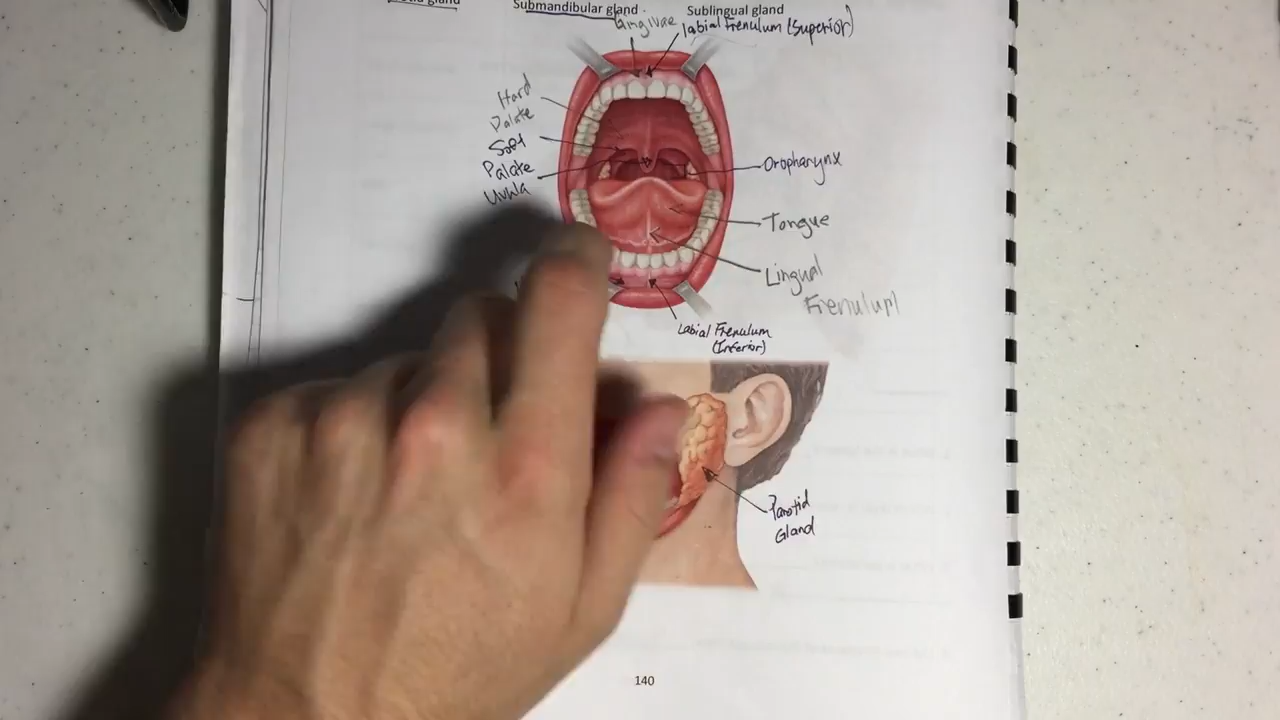 gland
Submandibular gland
Sublingual gland
Gingivae
Labial Frenulum (Superior)
Hard
Palate
Soft
Palate
Uvula
Oropharynx
Tongue
Lingual
Frenulum
Labial Frenulum
(Inferior)
Parotid
Gland
140